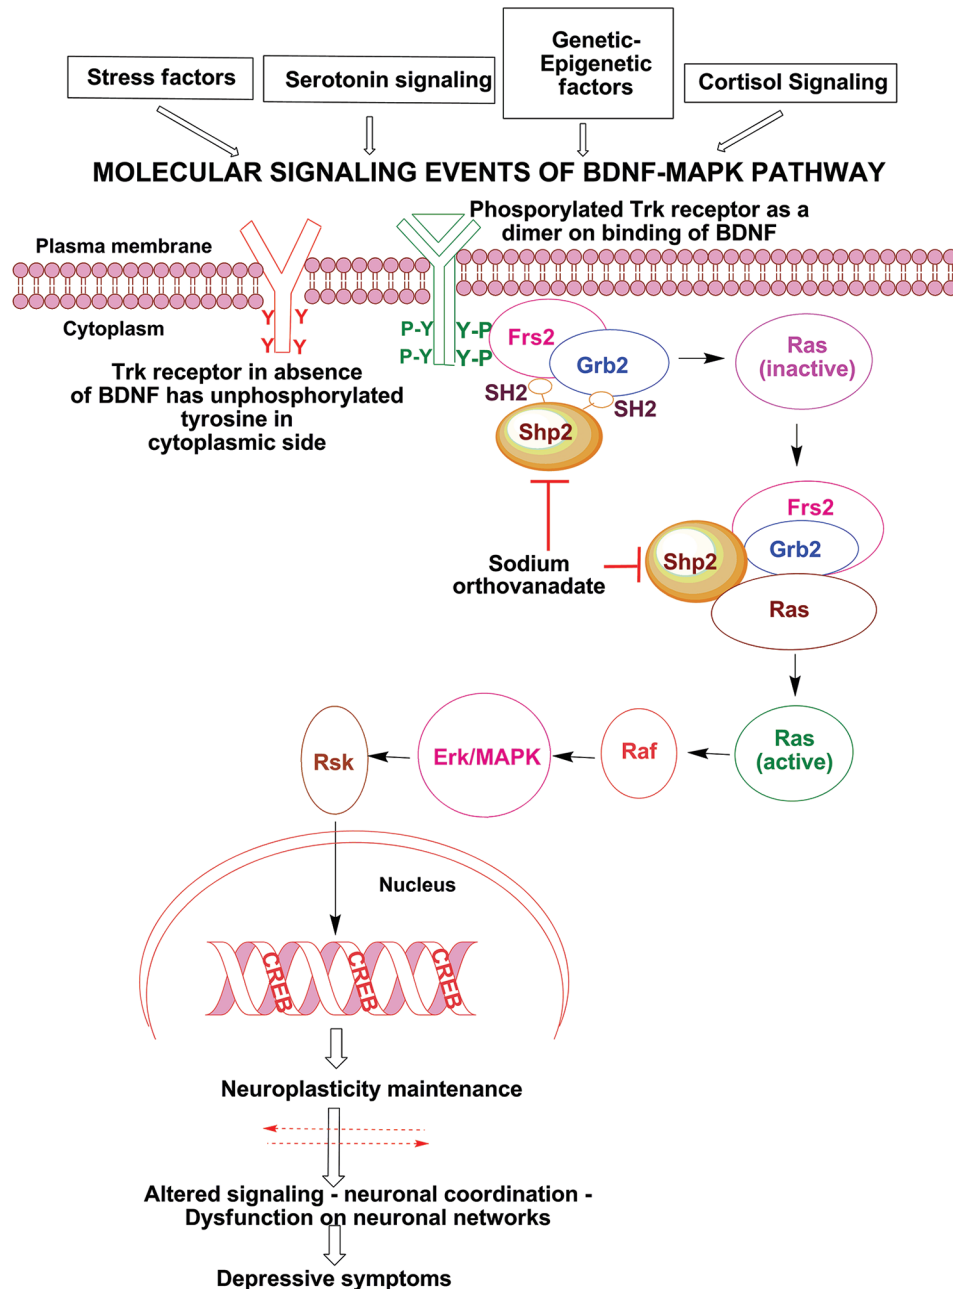 Stress factors
Serotonin signaling
Genetic-
Epigenetic
factors
Cortisol Signaling
MOLECULAR SIGNALING EVENTS OF BDNF-MAPK PATHWAY
Phosporylated Trk receptor as a
dimer on binding of BDNF
Plasma membrane
Cytoplasm
Y Y
Y Y
P-Y Y-P
P-Y Y-P
Trk receptor in absence
of BDNF has unphosphorylated
tyrosine in
cytoplasmic side
Frs2
Grb2
SH2
SH2
Shp2
Ras
(inactive)
Frs2
Grb2
Shp2
Ras
Sodium
orthovanadate
Ras
(active)
Raf
Erk/MAPK
Rsk
Nucleus
CREB
CREB
CREB
Neuroplasticity maintenance
Altered signaling - neuronal coordination -
Dysfunction on neuronal networks
Depressive symptoms